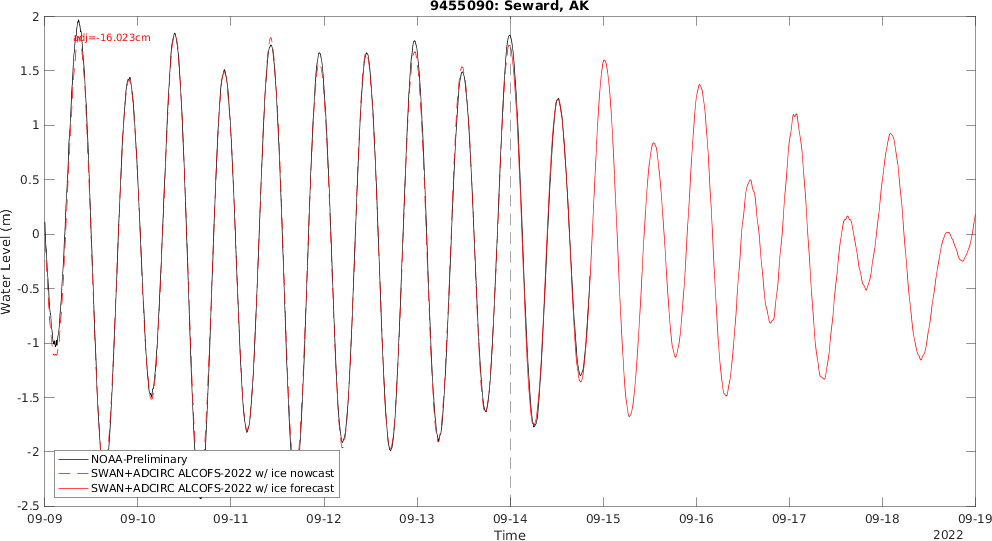 9455090: Seward, AK
adj=-16.023cm
Water Level (m)
2
1.5
1
0.5
0
-0.5
-1
-1.5
-2
-2.5
NOAA-Preliminary
SWAN+ADCIRC ALCOFS-2022 w/ ice nowcast
SWAN+ADCIRC ALCOFS-2022 w/ ice forecast
09-09 09-10 09-11 09-12 09-13 09-14 09-15 09-16 09-17 09-18 09-19
Time
2022